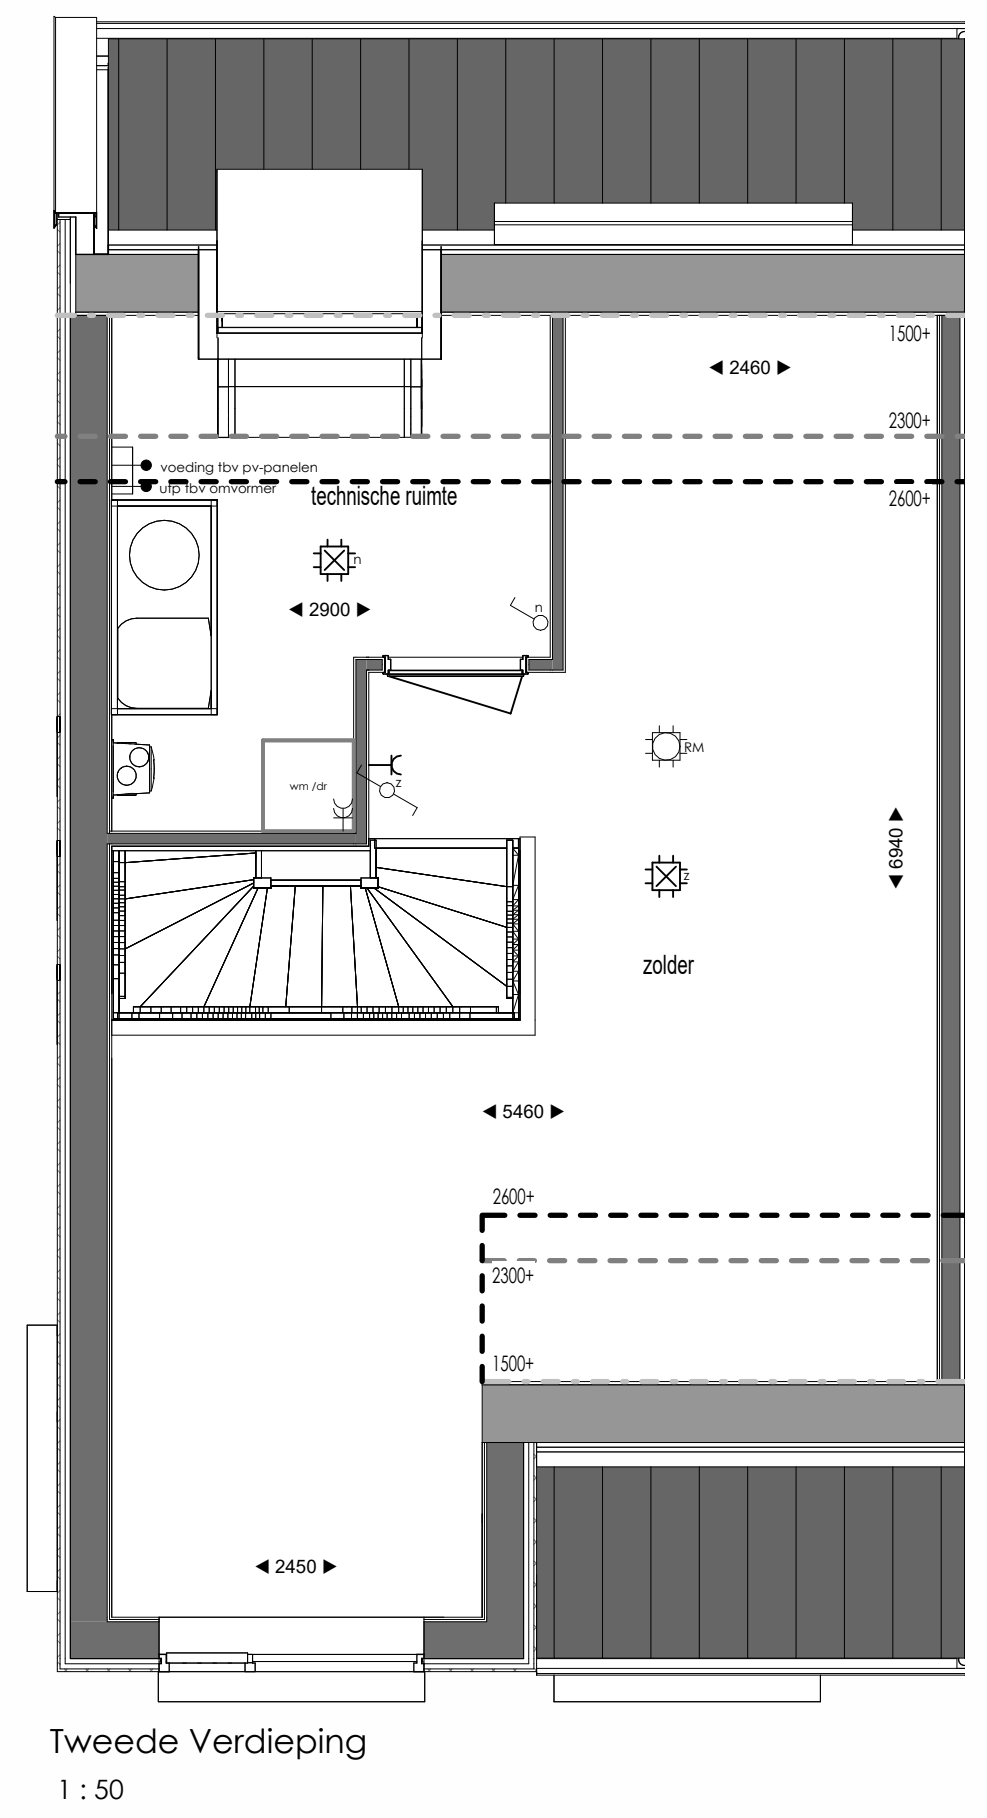 1500+
◄ 2460 ►
2300+
voeding tbv pv-panelen
utp tbv omvormer
technische ruimte
2600+
n
◄ 2900 ►
n
RM
wm /dr
z
◄ 6940 ►
z
zolder
◄ 5460 ►
2600+
2300+
1500+
◄ 2450 ►
Tweede Verdieping
1 : 50